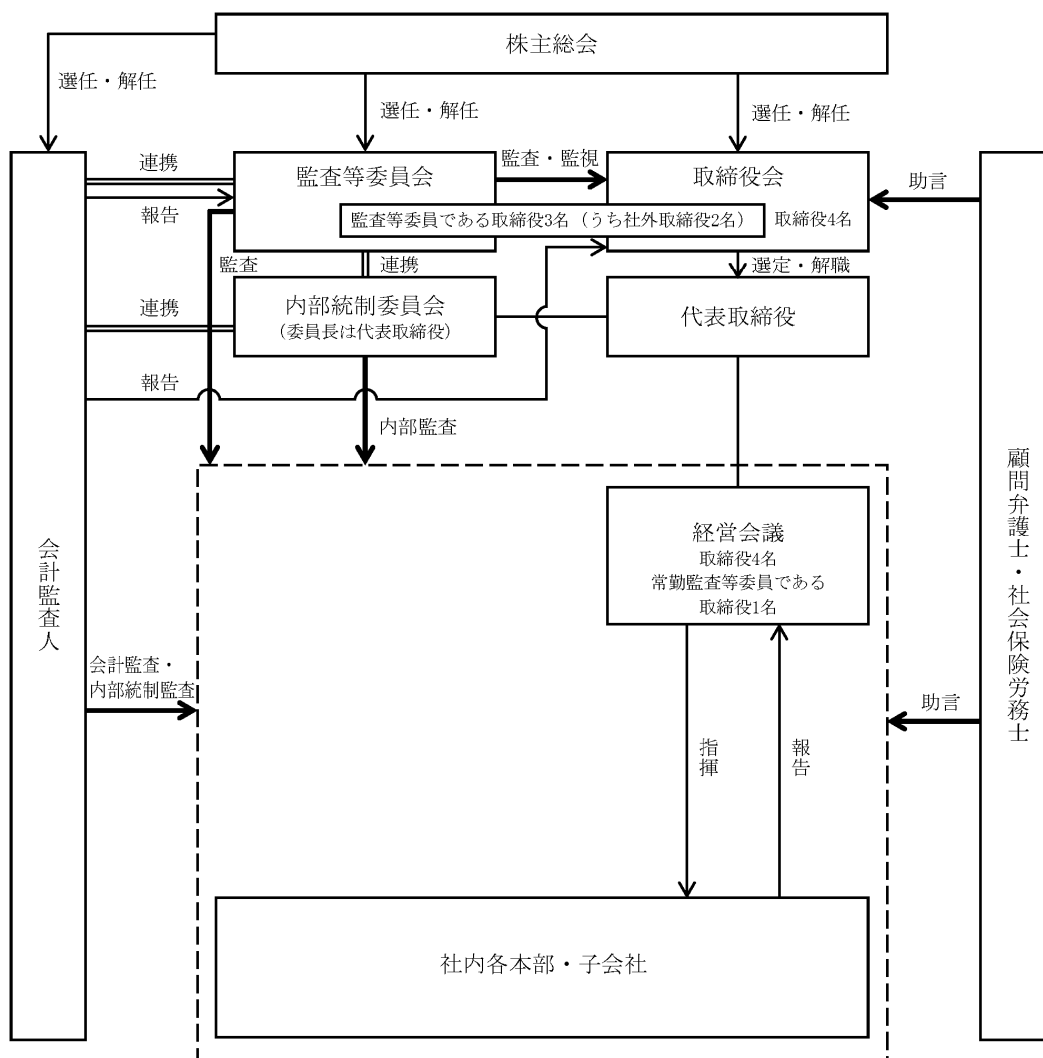 株主総会
選任・解任
選任・解任
選任・解任
連携
監査等委員会
監査・監視
取締役会
助言
報告
監査等委員である取締役3名（うち社外取締役2名）
取締役4名
監査
連携
選定・解職
連携
内部統制委員会
（委員長は代表取締役）
代表取締役
報告
内部監査
会計監査人
顧問弁護士・社会保険労務士
経営会議
取締役4名
常勤監査等委員である
取締役1名
会計監査・
内部統制監査
助言
指揮
報告
社内各本部・子会社